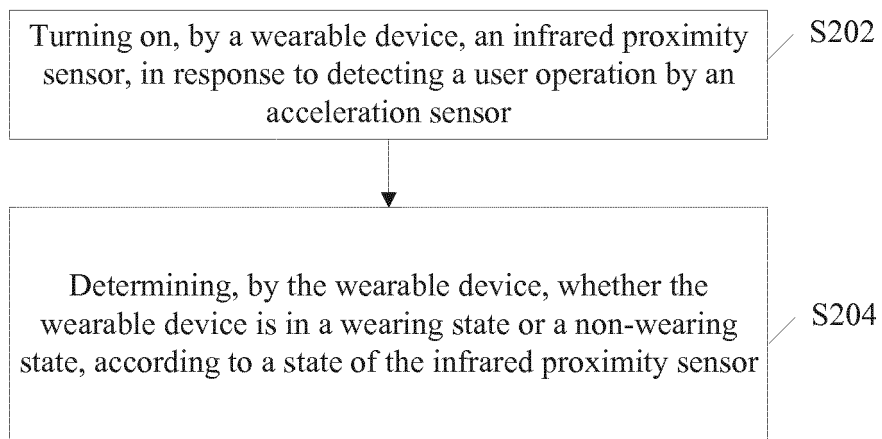 Turning on, by a wearable device, an infrared proximity
sensor, in response to detecting a user operation by an
acceleration sensor
S202
Determining, by the wearable device, whether the
wearable device is in a wearing state or a non-wearing
state, according to a state of the infrared proximity sensor
S204